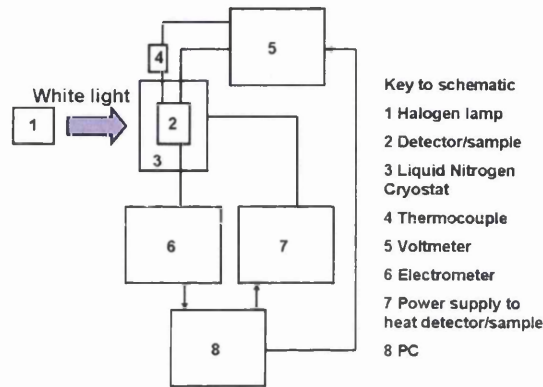 5
4
White light
1
2
3
6
7
8
Key to schematic
1 Halogen lamp
2 Detector/sample
3 Liquid Nitrogen
Cryostat
4 Thermocouple
5 Voltmeter
6 Electrometer
7 Power supply to
heat detector/sample
8 PC